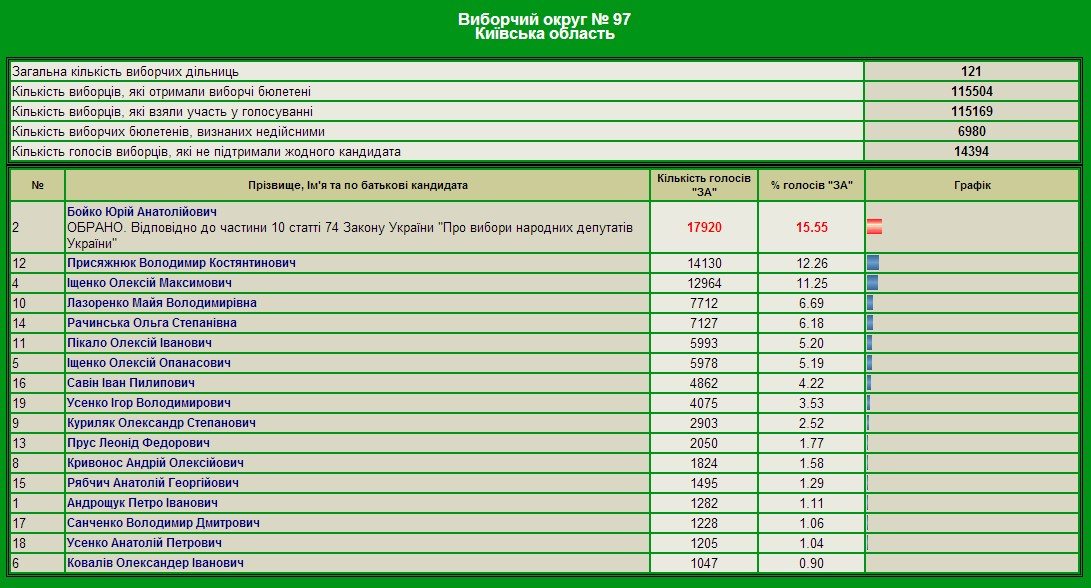 Виборчий округ № 97
Київська область
Загальна кількість виборчих дільниць 121
Кількість виборців, які отримали виборчі бюлетені 115504
Кількість виборців, які взяли участь у голосуванні 115169
Кількість виборчих бюлетенів, визнаних недійсними 6980
Кількість голосів виборців, які не підтримали жодного кандидата 14394
№ Прізвище, Ім'я та по батькові кандидата Кількість голосів "ЗА" % голосів "ЗА" Графік
2 Бойко Юрій Анатолійович
ОБРАНО. Відповідно до частини 10 статті 74 Закону України "Про вибори народних депутатів
України" 17920 15.55
12 Присяжнюк Володимир Костянтинович 14130 12.26
4 Іщенко Олексій Максимович 12964 11.25
10 Лазоренко Майя Володимирівна 7712 6.69
14 Рачинська Ольга Степанівна 7127 6.18
11 Пікало Олексій Іванович 5993 5.20
5 Іщенко Олексій Опанасович 5978 5.19
16 Савін Іван Пилипович 4862 4.22
19 Усенко Ігор Володимирович 4075 3.53
9 Куриляк Олександр Степанович 2903 2.52
13 Прус Леонід Федорович 2050 1.77
8 Кривонос Андрій Олексійович 1824 1.58
15 Рябчич Анатолій Георгійович 1495 1.29
1 Андрощук Петро Іванович 1282 1.11
17 Санченко Володимир Дмитрович 1228 1.06
18 Усенко Анатолій Петрович 1205 1.04
6 Ковалів Олександер Іванович 1047 0.90